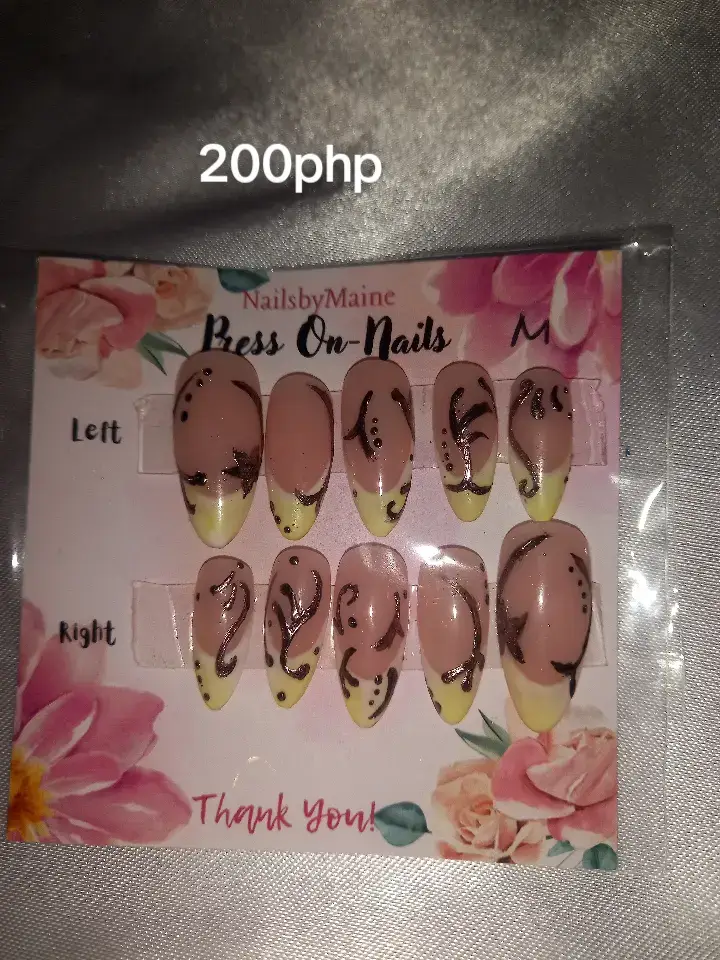 200php
NailsbyMaine
Press On-Nails
M
Left
Right
Thank You!